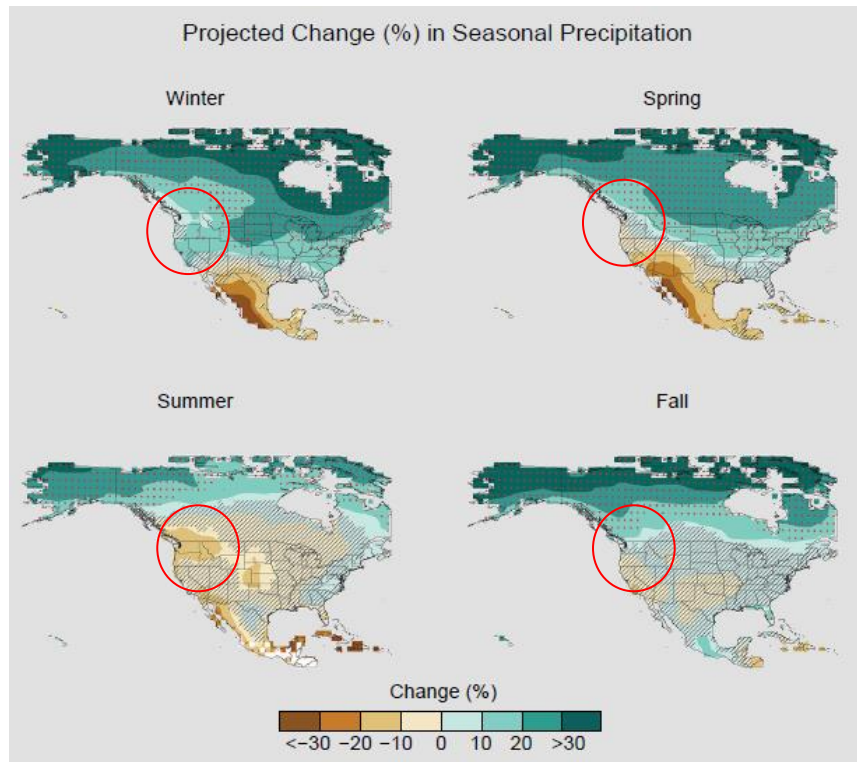 Projected Change (%) in Seasonal Precipitation
Winter
Spring
Summer
Fall
Change (%)
<−30 −20 −10 0 10 20 >30